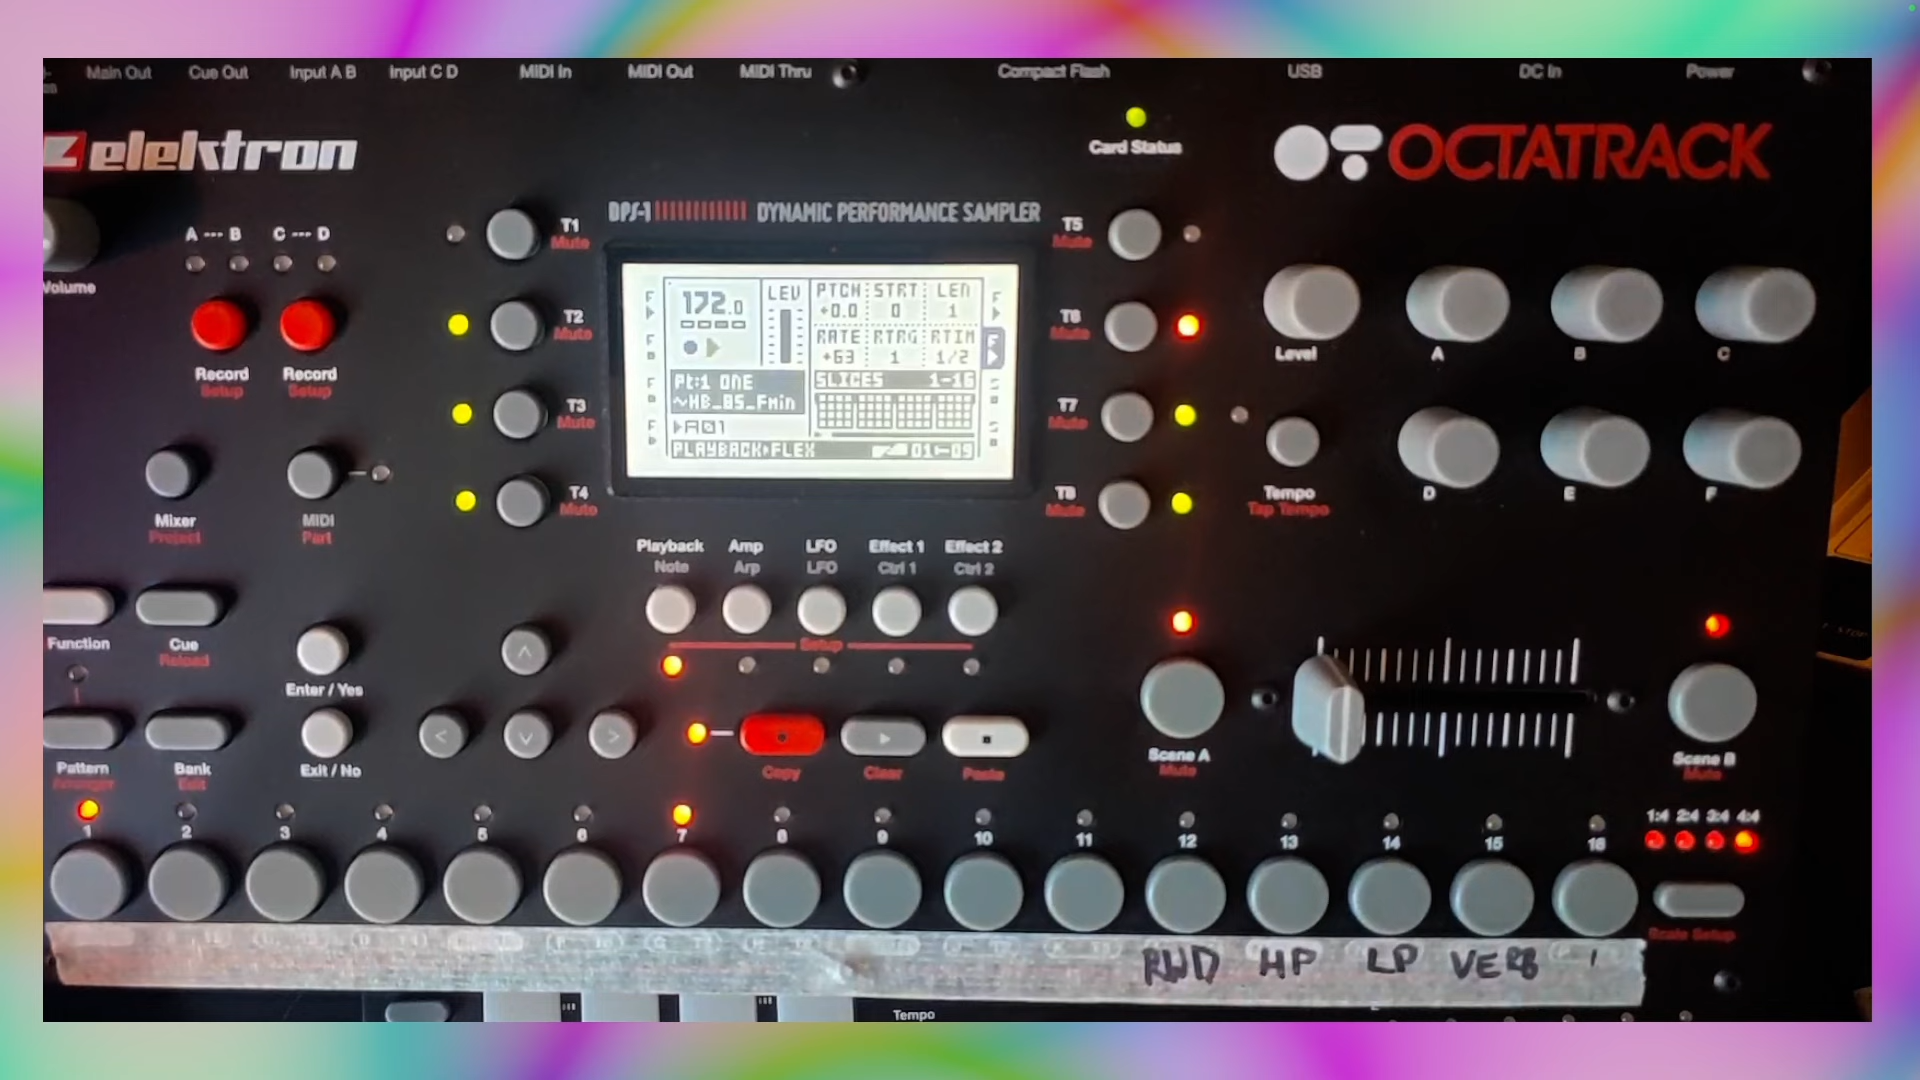 Main Out Cue Out Input A B Input C D MIDI In MIDI Out MIDI Thru Compact Flash USB DC In Power
elektron
Card Status
OCTATRACK
DPS-1 DYNAMIC PERFORMANCE SAMPLER
A --- B C --- D
Volume
Record Record
Setup Setup
Mixer MIDI
Project Part
T1
Mute
T2
Mute
T3
Mute
T4
Mute
172.0
LEV
PTCH STRT LEN
+0.0 0 1
RATE RTRG RTIM
+63 1 1/2
Pt:1 ONE
SLICES 1-16
~HB_85_Fmin
A01
PLAYBACK FLEX 01 09
T5
Mute
T6
Mute
T7
Mute
T8
Mute
Level A B C
Tempo D E F
Tap Tempo
Playback Amp LFO Effect 1 Effect 2
Note Arp LFO Ctrl 1 Ctrl 2
Setup
Function Cue
Reload
Enter / Yes
Exit / No
Pattern Bank
Arranger Edit
Copy Clear Paste
Scene A Scene B
Mute Mute
1:4 2:4 3:4 4:4
1 2 3 4 5 6 7 8 9 10 11 12 13 14 15 16
Scale Setup
RWD HP LP VERB
Tempo